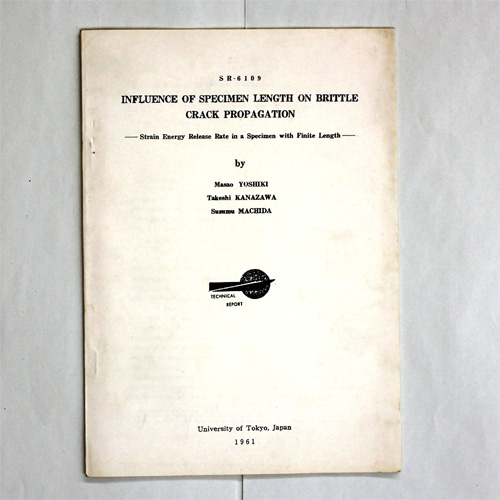 SR-6109
INFLUENCE OF SPECIMEN LENGTH ON BRITTLE
CRACK PROPAGATION
—— Strain Energy Release Rate in a Specimen with Finite Length ——
by
Masao YOSHIKI
Takeshi KANAZAWA
Susumu MACHIDA
TECHNICAL
REPORT
University of Tokyo, Japan
1961